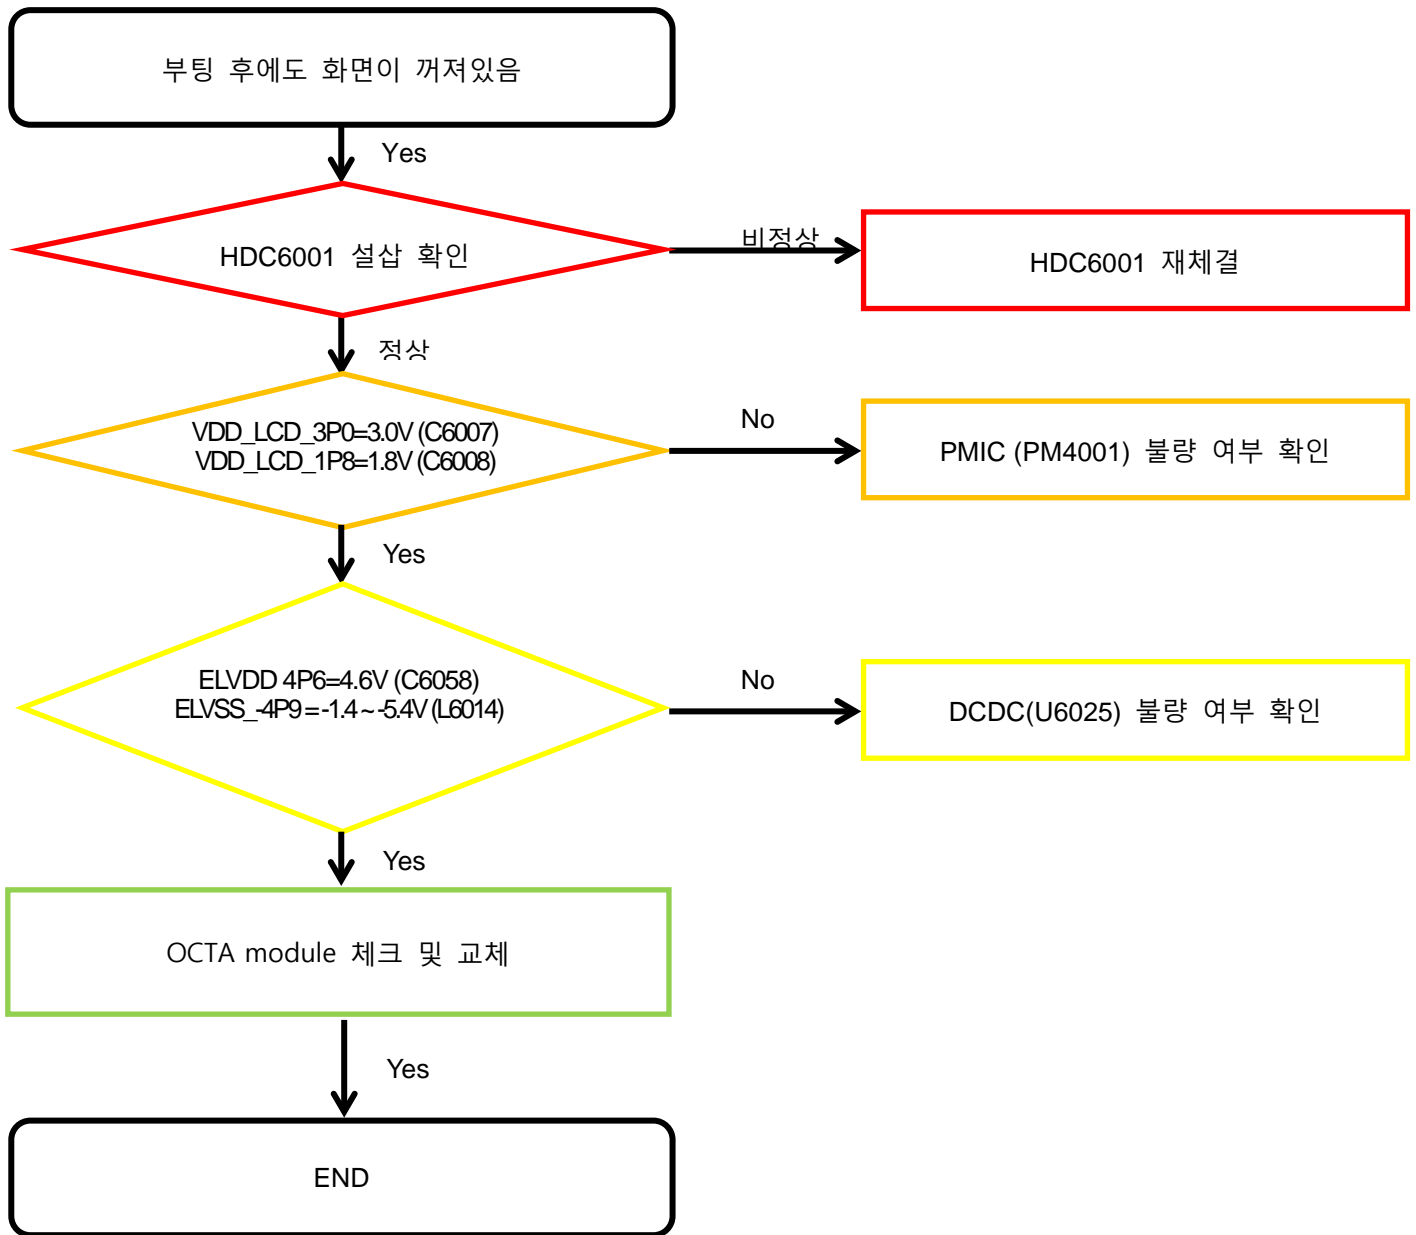 부팅 후에도 화면이 꺼져있음
Yes
HDC6001 설삽 확인
비정상
HDC6001 재체결
정상
VDD_LCD_3P0=3.0V (C6007)
VDD_LCD_1P8=1.8V (C6008)
No
PMIC (PM4001) 불량 여부 확인
Yes
ELVDD 4P6=4.6V (C6058)
ELVSS_-4P9 = -1.4 ~ -5.4V (L6014)
No
DCDC(U6025) 불량 여부 확인
Yes
OCTA module 체크 및 교체
Yes
END